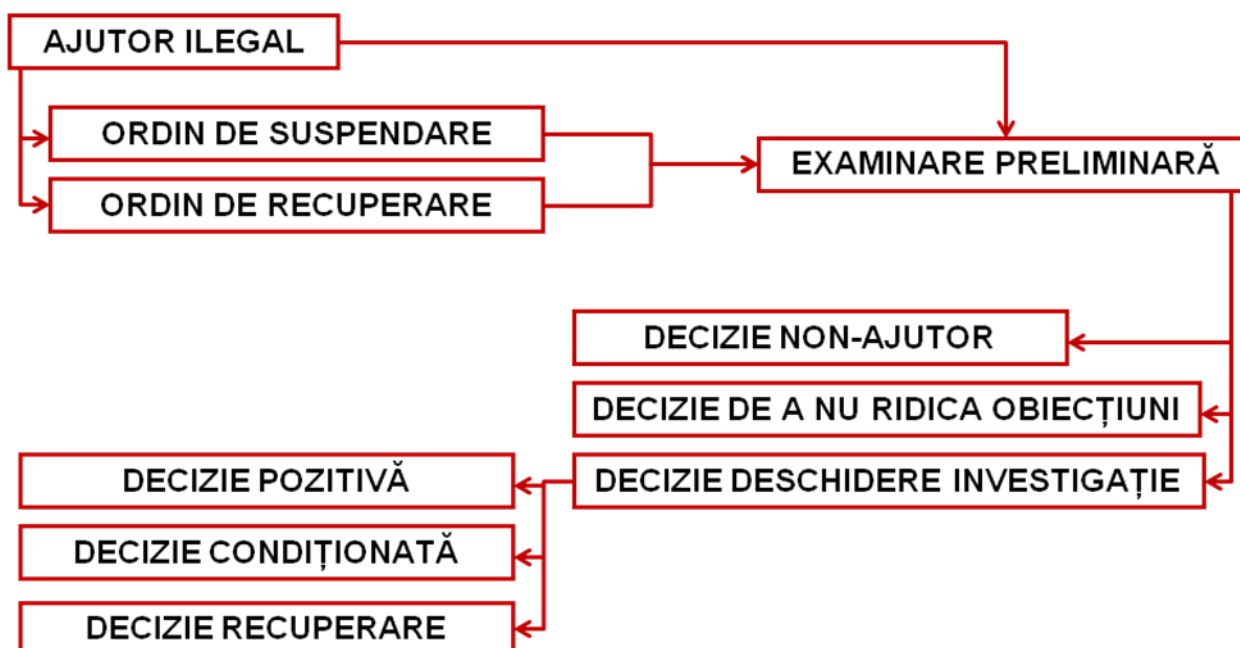 AJUTOR ILEGAL
ORDIN DE SUSPENDARE
ORDIN DE RECUPERARE
EXAMINARE PRELIMINARĂ
DECIZIE NON-AJUTOR
DECIZIE DE A NU RIDICA OBIECȚIUNI
DECIZIE DESCHIDERE INVESTIGAȚIE
DECIZIE POZITIVĂ
DECIZIE CONDIȚIONATĂ
DECIZIE RECUPERARE